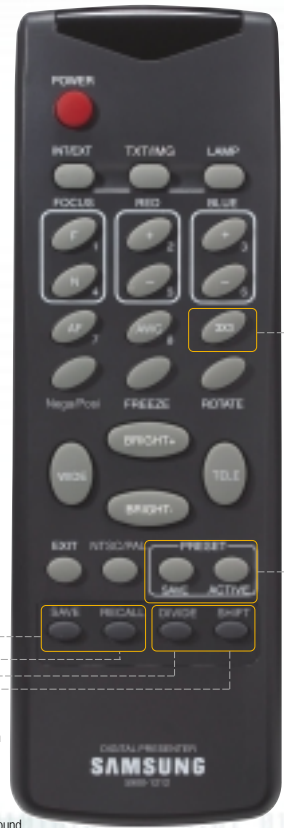 POWER
INT/EXT TXT/IMG LAMP
FOCUS RED BLUE
F 1 + 2 + 3
N 4 – 5 –
AF 7 AWC 8
Nega/Posi FREEZE ROTATE
BRIGHT+
WIDE TELE
BRIGHT-
EXIT NTSC/PAL PRESET
SAVE ACTIVE
SAVE RECALL DIVIDE SHIFT
DIGITAL PRESENTER
SAMSUNG